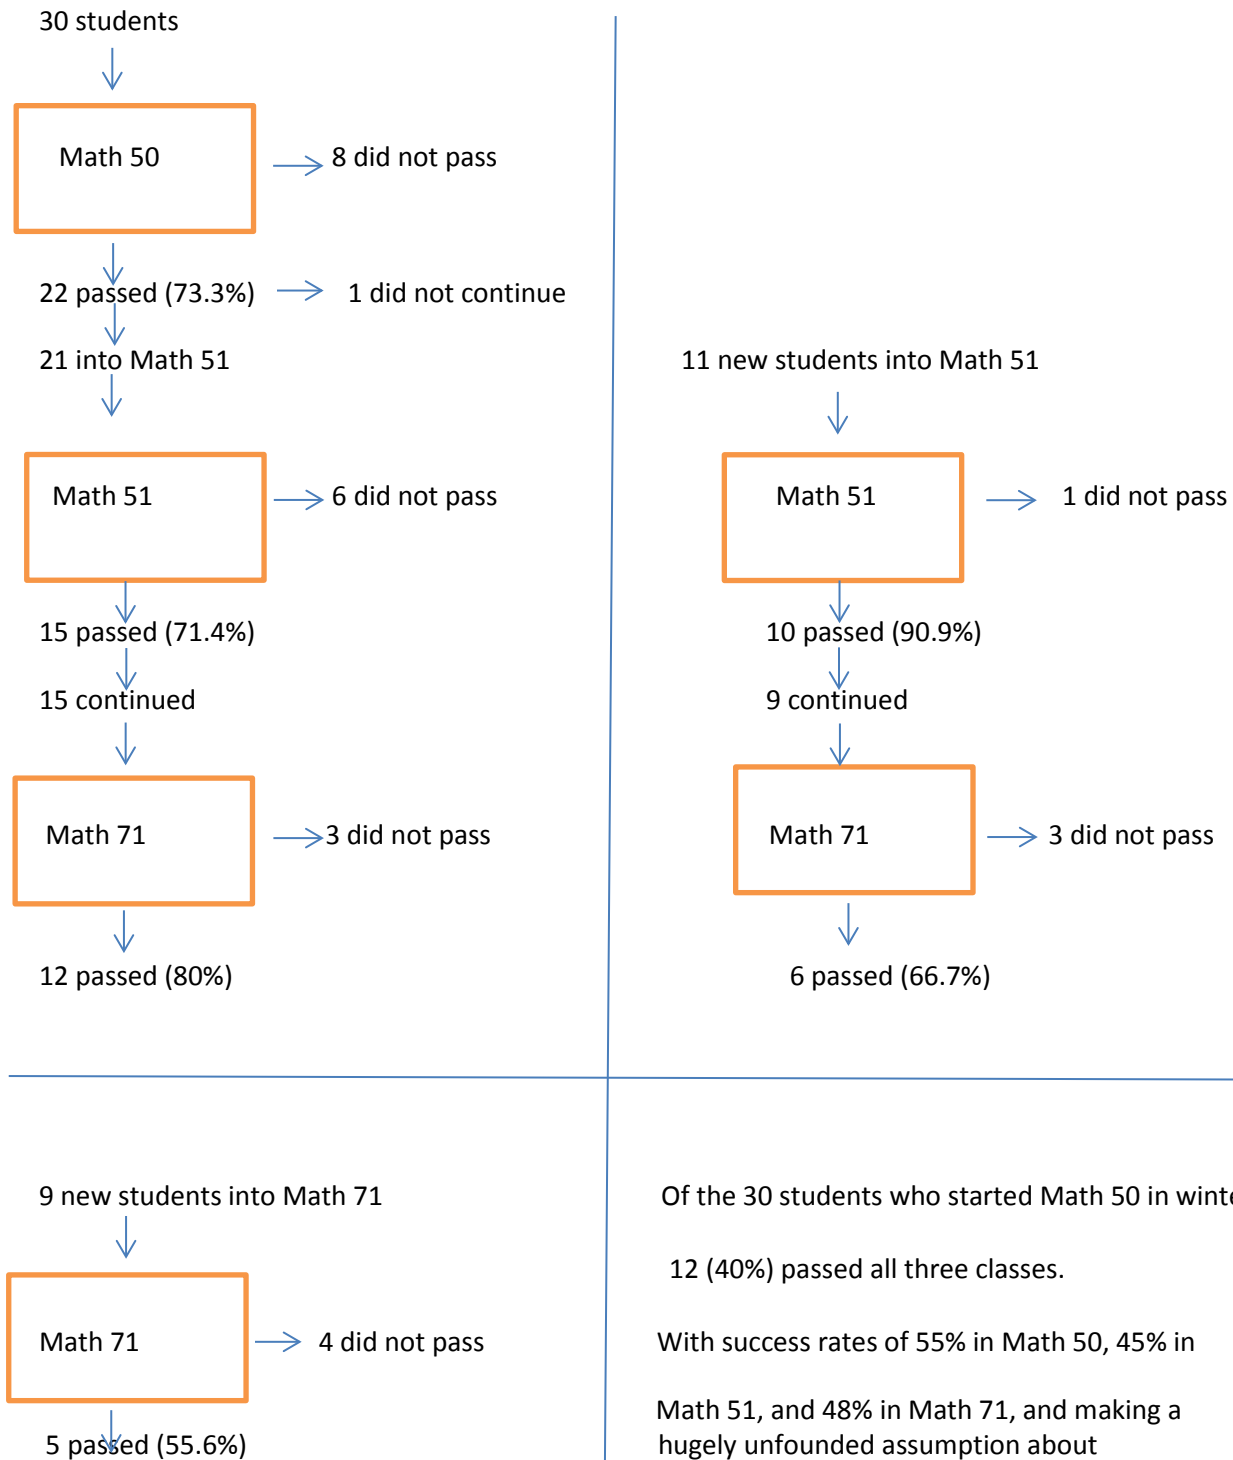 30 students
Math 50
8 did not pass
22 passed (73.3%)
1 did not continue
21 into Math 51
Math 51
6 did not pass
15 passed (71.4%)
15 continued
Math 71
3 did not pass
12 passed (80%)
11 new students into Math 51
Math 51
1 did not pass
10 passed (90.9%)
9 continued
Math 71
3 did not pass
6 passed (66.7%)
9 new students into Math 71
Math 71
4 did not pass
5 passed (55.6%)
Of the 30 students who started Math 50 in
12 (40%) passed all three classes.
With success rates of 55% in Math 50, 45% in
Math 51, and 48% in Math 71, and making a
hugely unfounded assumption about